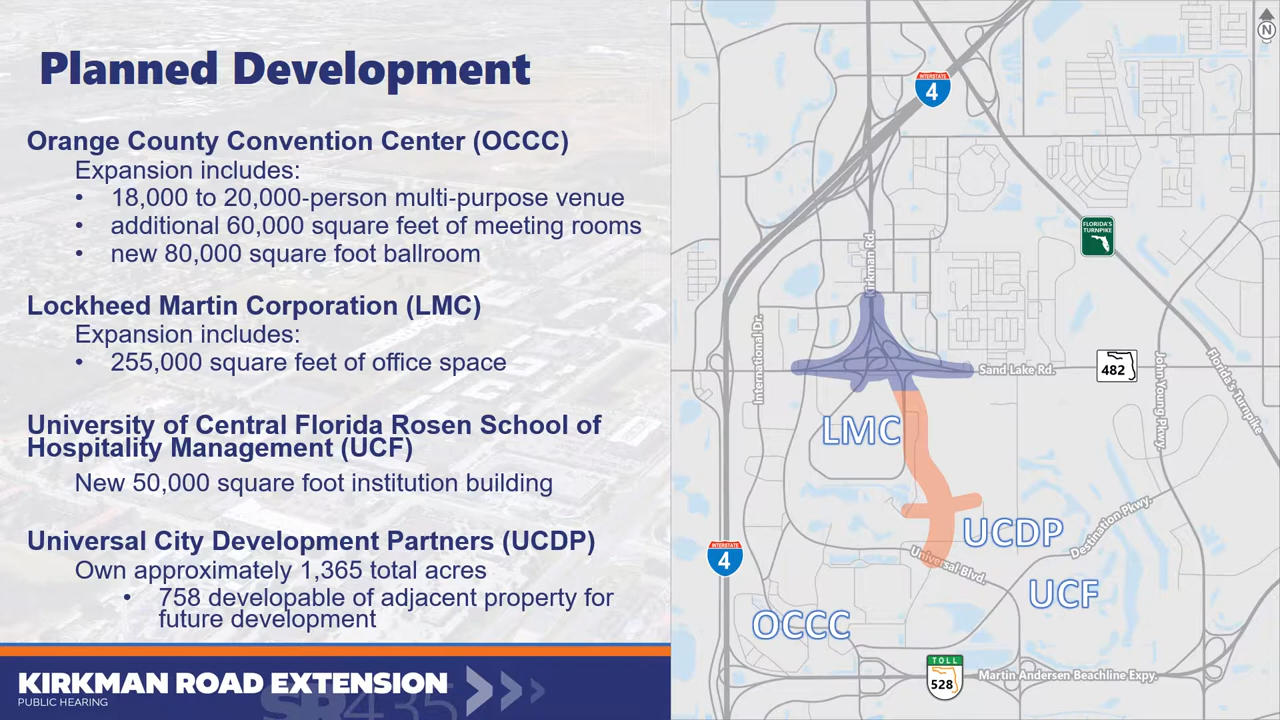 Planned Development
Orange County Convention Center (OCCC)
Expansion includes:
• 18,000 to 20,000-person multi-purpose venue
• additional 60,000 square feet of meeting rooms
• new 80,000 square foot ballroom
Lockheed Martin Corporation (LMC)
Expansion includes:
• 255,000 square feet of office space
University of Central Florida Rosen School of
Hospitality Management (UCF)
New 50,000 square foot institution building
Universal City Development Partners (UCDP)
Own approximately 1,365 total acres
• 758 developable of adjacent property for
future development
KIRKMAN ROAD EXTENSION
PUBLIC HEARING
SR435
N
INTERSTATE
4
FLORIDA'S
TURNPIKE
Kirkman Rd.
International Dr.
Sand Lake Rd.
482
John Young Pkwy.
Florida's Turnpike
LMC
UCDP
Destination Pkwy.
INTERSTATE
4
Universal Blvd.
UCF
OCCC
TOLL
528
Martin Andersen Beachline Expy.